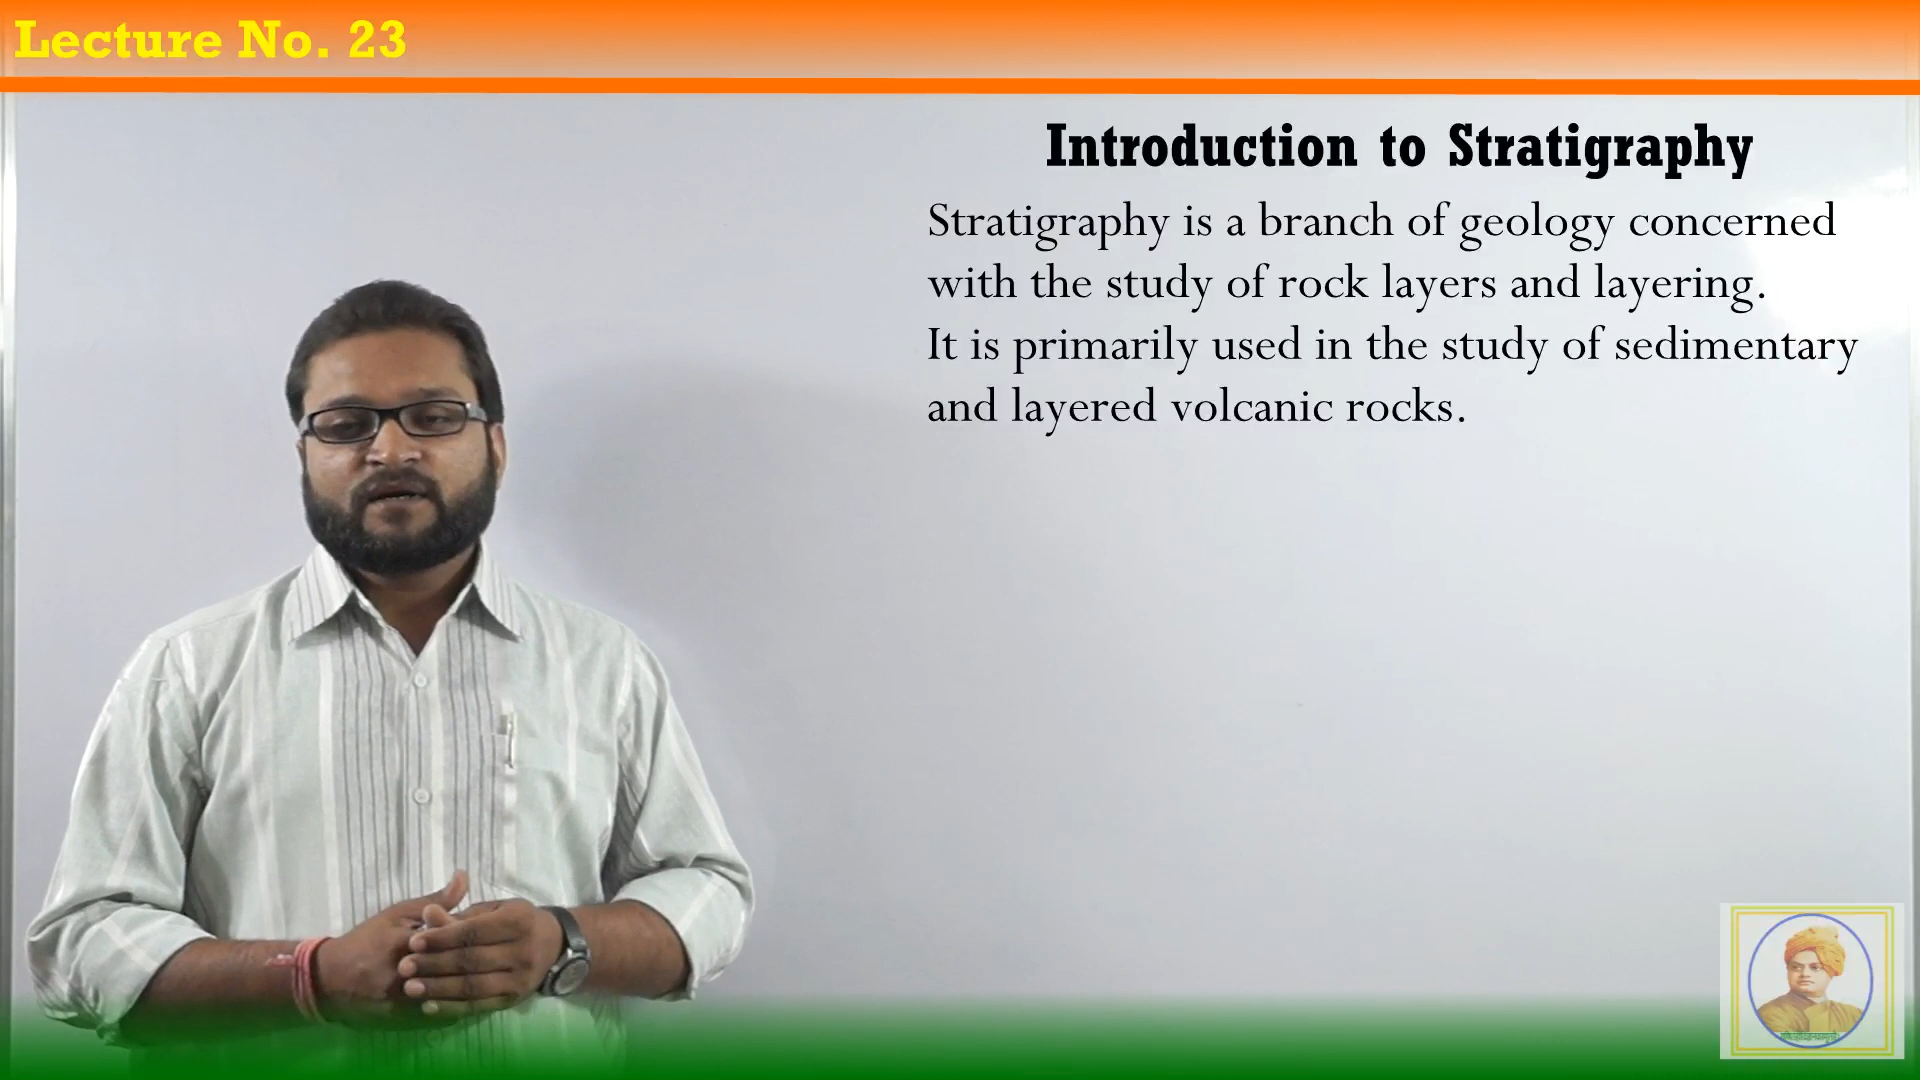 Lecture No. 23
Introduction to Stratigraphy
Stratigraphy is a branch of geology concerned
with the study of rock layers and layering.
It is primarily used in the study of sedimentary
and layered volcanic rocks.